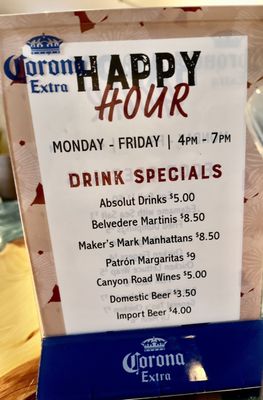 Corona
Extra
HAPPY
HOUR
MONDAY - FRIDAY | 4PM - 7PM
DRINK SPECIALS
Absolut Drinks $5.00
Belvedere Martinis $8.50
Maker's Mark Manhattans $8.50
Patrón Margaritas $9
Canyon Road Wines $5.00
Domestic Beer $3.50
Import Beer $4.00
Corona
Extra